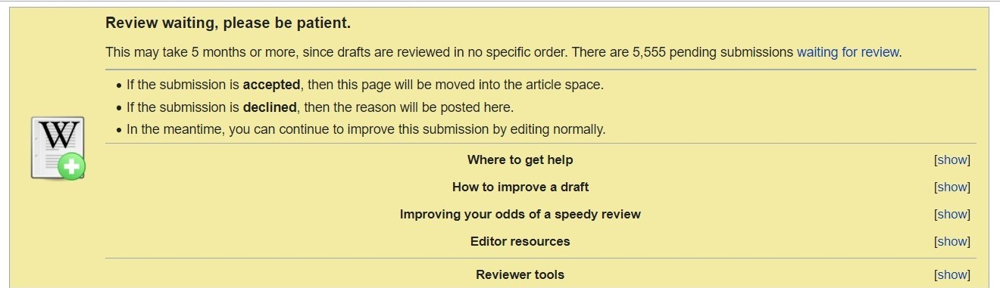 Review waiting, please be patient.
This may take 5 months or more, since drafts are reviewed in no specific order. There are 5,555 pending submissions waiting for review.
• If the submission is accepted, then this page will be moved into the article space.
• If the submission is declined, then the reason will be posted here.
• In the meantime, you can continue to improve this submission by editing normally.
W
Where to get help [show]
How to improve a draft [show]
Improving your odds of a speedy review [show]
Editor resources [show]
Reviewer tools [show]